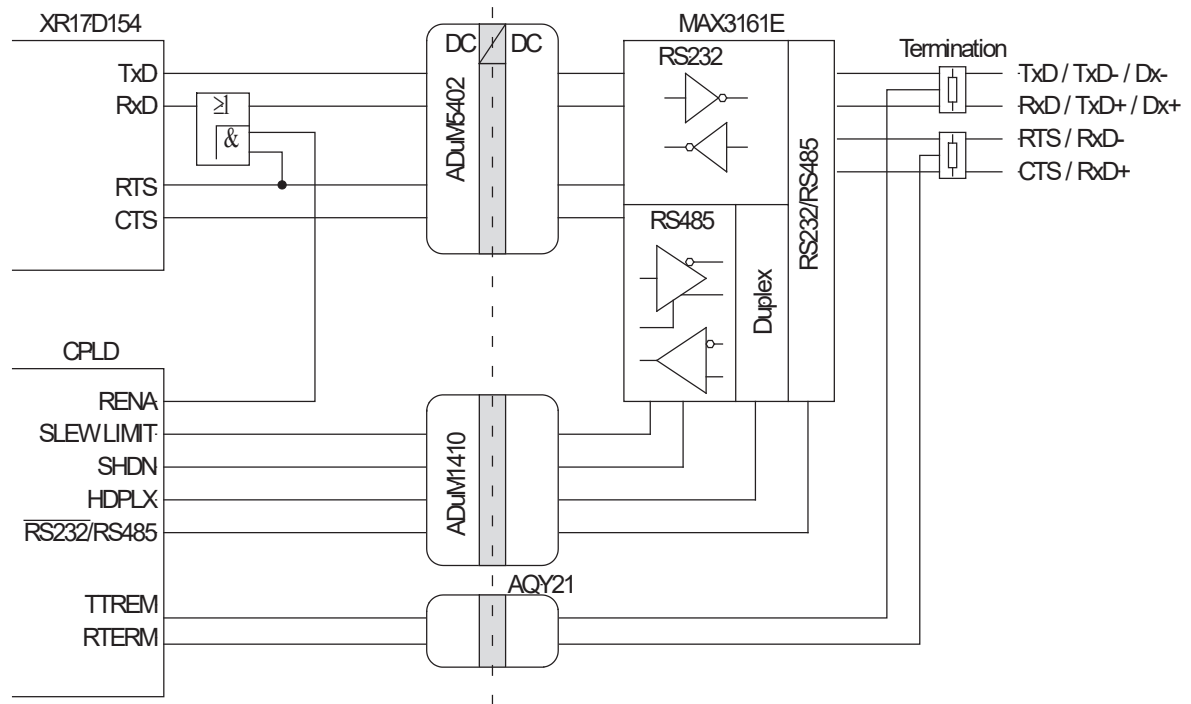 XR17D154
MAX3161E
DC DC
Termination
RS232
TxD
TxD / TxD- / Dx-
RxD
≥1
RxD / TxD+ / Dx+
&
ADuM5402
RS232/RS485
RTS / RxD-
CTS / RxD+
RTS
CTS
RS485
Duplex
CPLD
RENA
SLEW LIMIT
SHDN
HDPLX
RS232/RS485
ADuM1410
AQY21
TTREM
RTERM